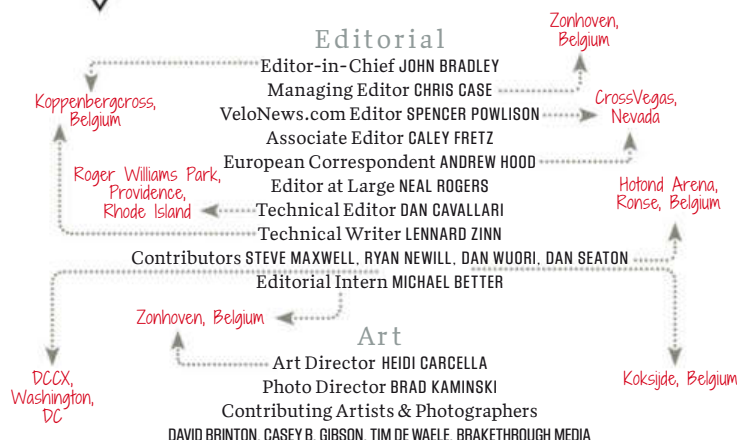 Editorial
Zonhoven,
Belgium
Editor-in-Chief JOHN BRADLEY
Managing Editor CHRIS CASE
Koppenbergcross,
Belgium
CrossVegas,
Nevada
VeloNews.com Editor SPENCER POWLISON
Associate Editor CALEY FRETZ
European Correspondent ANDREW HOOD
Roger Williams Park,
Providence,
Rhode Island
Editor at Large NEAL ROGERS
Hotond Arena,
Ronse, Belgium
Technical Editor DAN CAVALLARI
Technical Writer LENNARD ZINN
Contributors STEVE MAXWELL, RYAN NEWILL, DAN WUORI, DAN SEATON
Editorial Intern MICHAEL BETTER
Zonhoven, Belgium
Art
Art Director HEIDI CARCELLA
DCCX,
Washington,
DC
Koksijde, Belgium
Photo Director BRAD KAMINSKI
Contributing Artists & Photographers
DAVID BRINTON, CASEY B. GIBSON, TIM DE WAELE, BRAKETHROUGH MEDIA